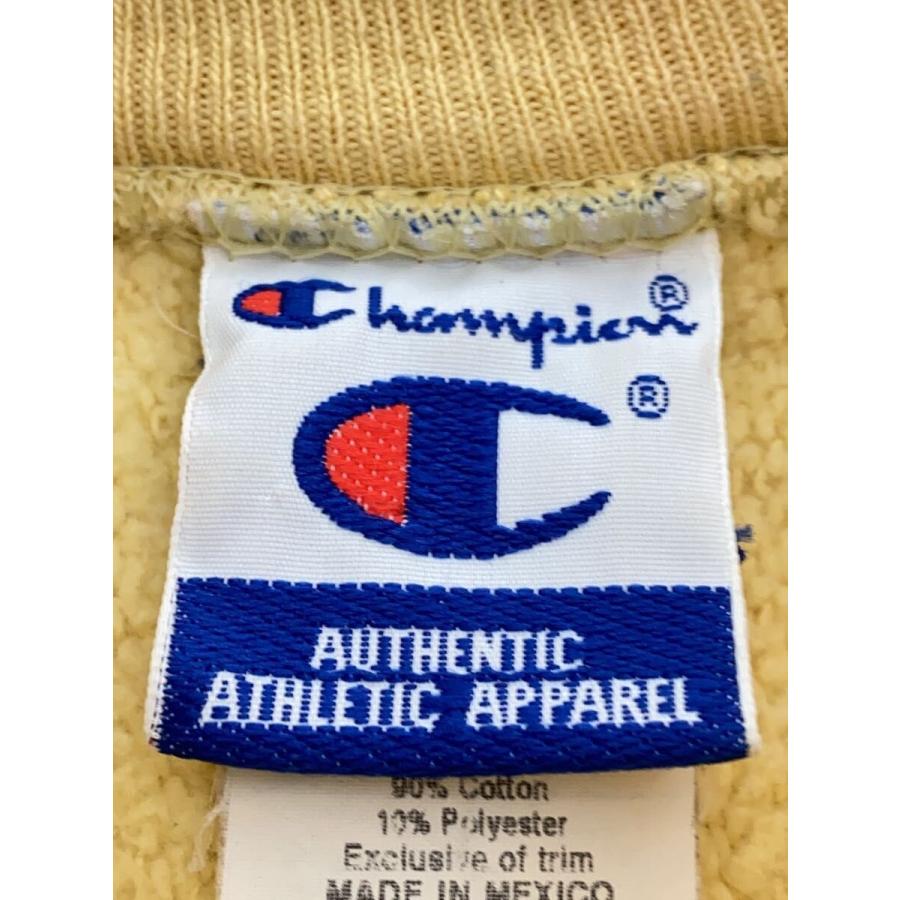 Champion®
®
AUTHENTIC
ATHLETIC APPAREL
90% Cotton
10% Polyester
Exclusive of trim
MADE IN MEXICO